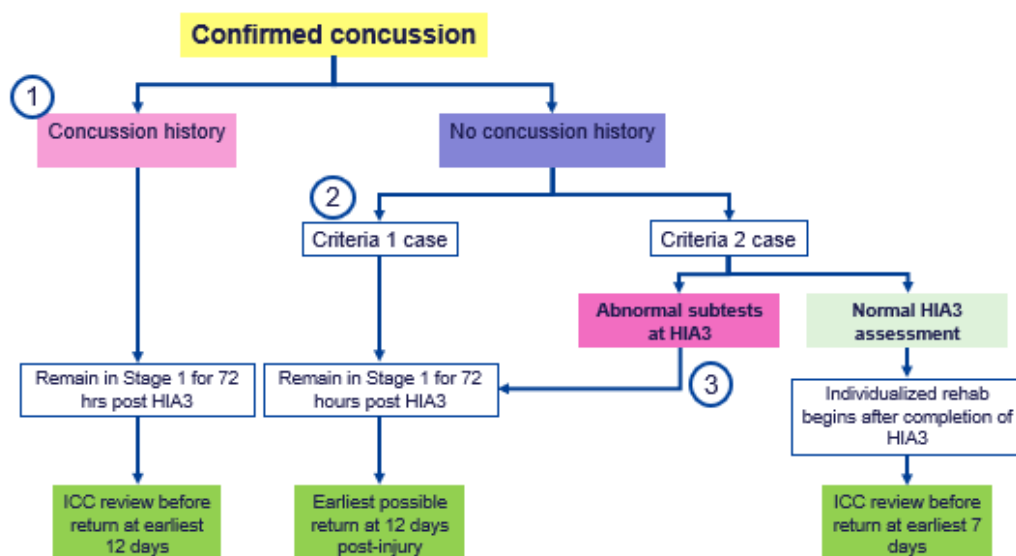 Confirmed concussion
1
Concussion
history
No concussion history
2
Criteria 1 case
Criteria 2 case
Abnormal subtests
at HIA3
Normal HIA3
assessment
Remain in Stage 1 for 72
hrs post HIA3
Remain in Stage 1 for 72
hours post HIA3
3
Individualized rehab
begins after completion of
HIA3
ICC review before
return at earliest
12 days
Earliest possible
return at 12 days
post-injury
ICC review before
return at earliest 7
days